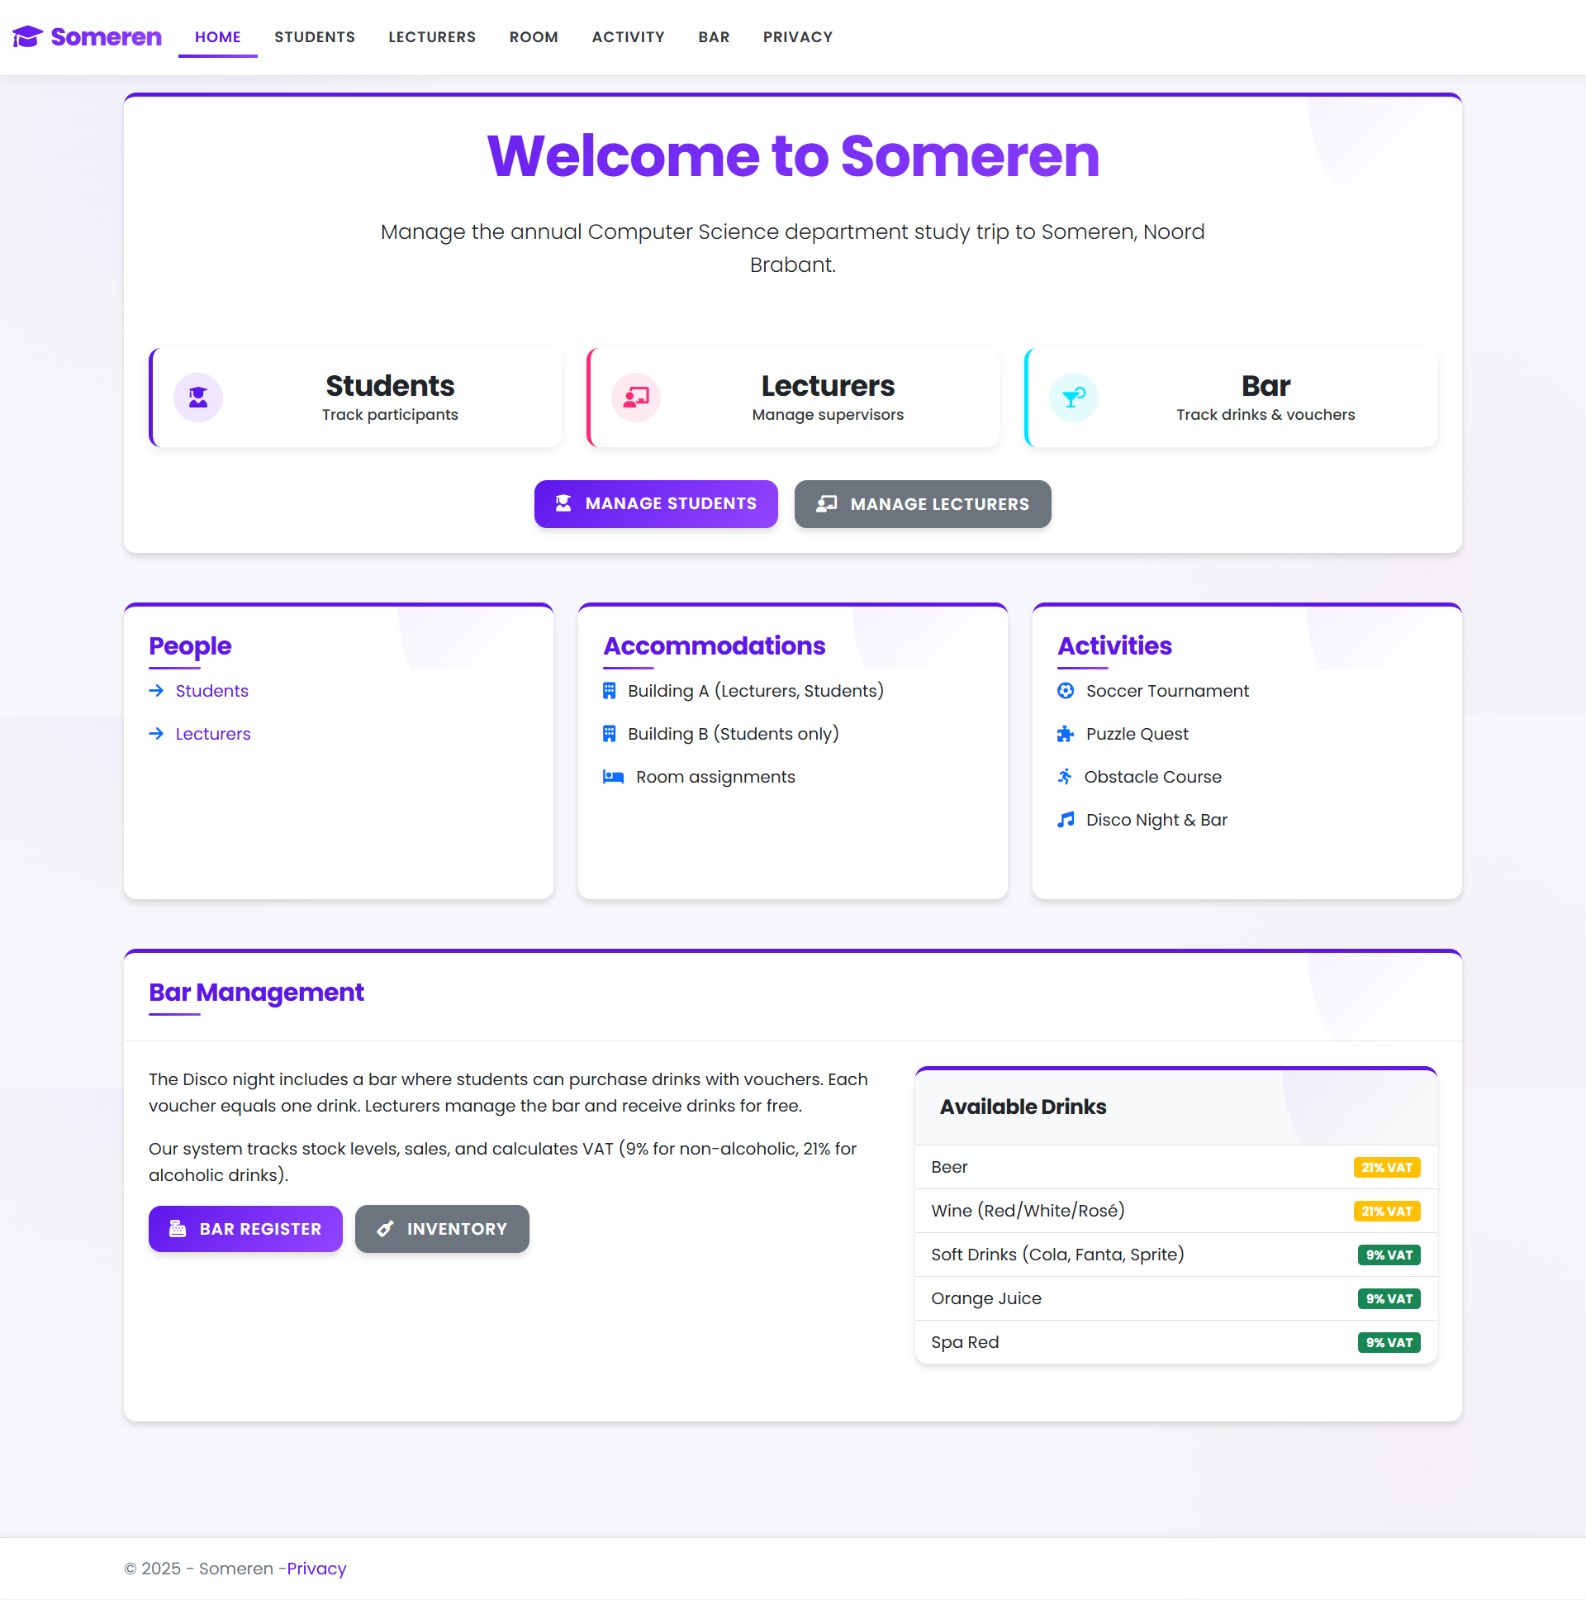 Someren
HOME
STUDENTS
LECTURERS
ROOM
ACTIVITY
BAR
PRIVACY
Welcome to Someren
Manage the annual Computer Science department study trip to Someren, Noord
Brabant.
Students
Track participants
Lecturers
Manage supervisors
Bar
Track drinks & vouchers
MANAGE STUDENTS
MANAGE LECTURERS
People
Students
Lecturers
Accommodations
Building A (Lecturers, Students)
Building B (Students only)
Room assignments
Activities
Soccer Tournament
Puzzle Quest
Obstacle Course
Disco Night & Bar
Bar Management
The Disco night includes a bar where students can purchase drinks with vouchers. Each
voucher equals one drink. Lecturers manage the bar and receive drinks for free.
Our system tracks stock levels, sales, and calculates VAT (9% for non-alcoholic, 21% for
alcoholic drinks).
BAR REGISTER
INVENTORY
Available Drinks
Beer 21% VAT
Wine (Red/White/Rosé) 21% VAT
Soft Drinks (Cola, Fanta, Sprite) 9% VAT
Orange Juice 9% VAT
Spa Red 9% VAT
© 2025 - Someren -Privacy